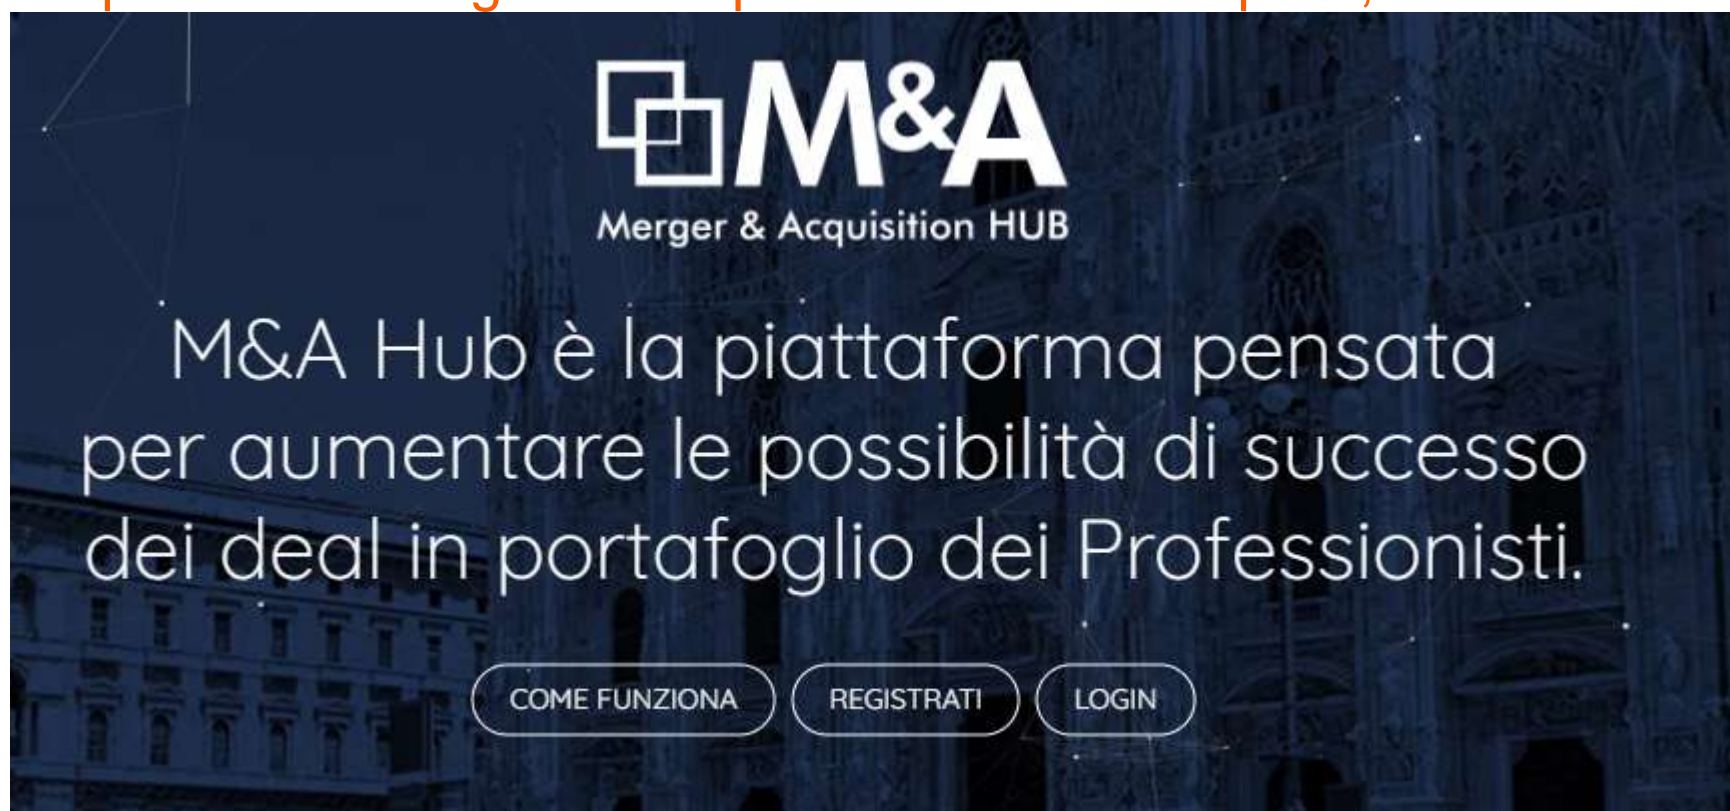 M&A
Merger & Acquisition HUB
M&A Hub è la piattaforma pensata
per aumentare le possibilità di successo
dei deal in portafoglio dei Professionisti.
COME FUNZIONA REGISTRATI LOGIN